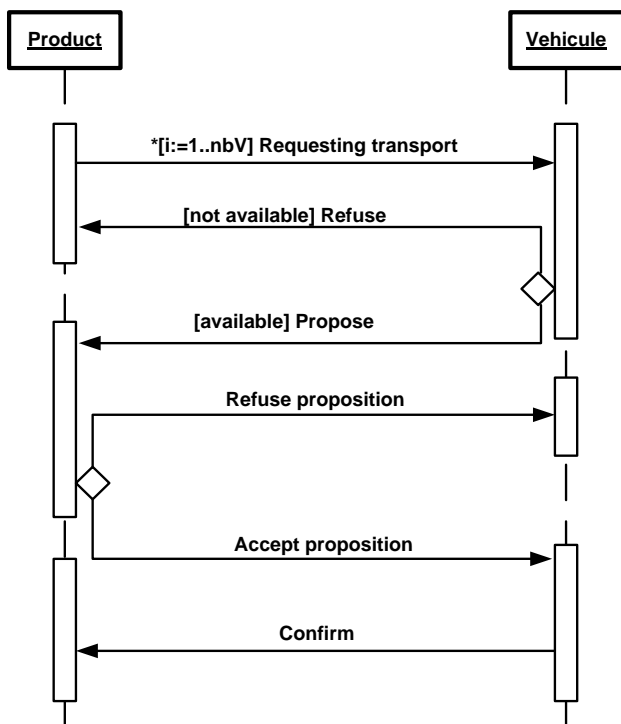 Product
Vehicule
*[i:=1..nbV] Requesting transport
[not available] Refuse
[available] Propose
Refuse proposition
Accept proposition
Confirm